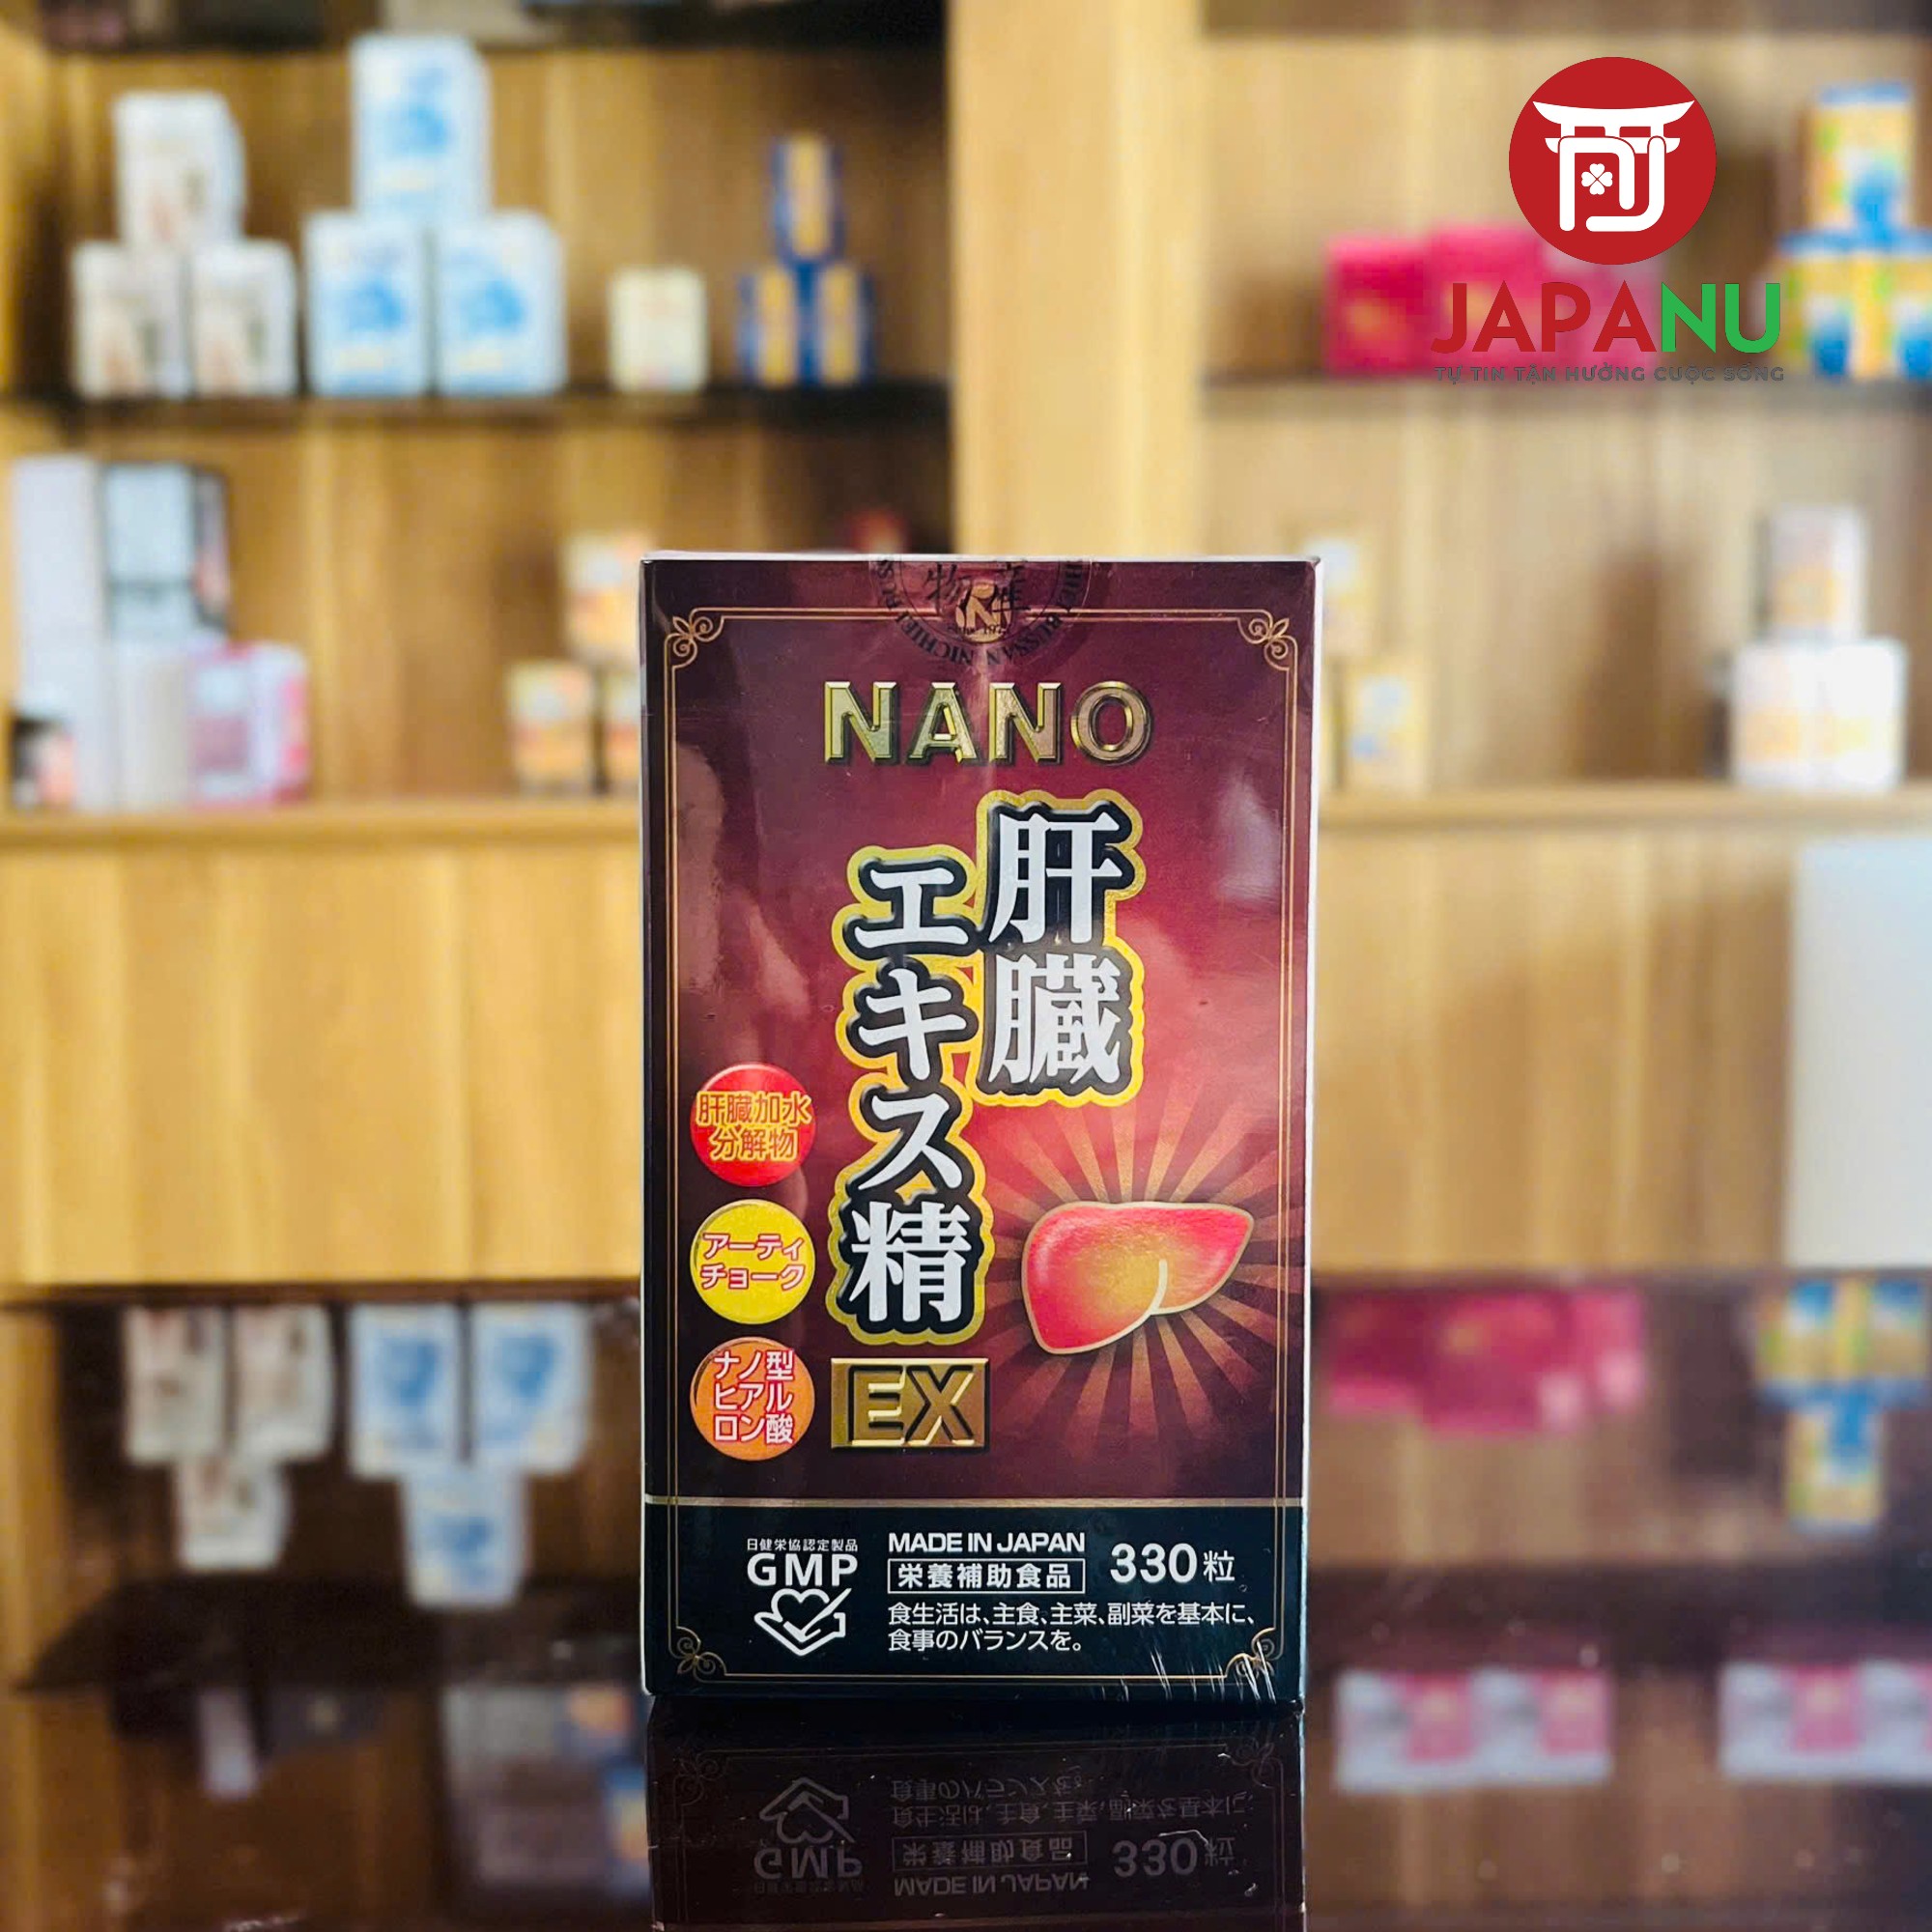 JAPANU
TỰ TIN TẬN HƯỞNG CUỘC SỐNG
物産
NANO
肝臓
エキス精
EX
肝臓加水
分解物
アーティ
チョーク
ナノ型
ヒアル
ロン酸
日健栄協認定製品
GMP
MADE IN JAPAN
栄養補助食品
330粒
食生活は、主食、主菜、副菜を基本に、
食事のバランスを。